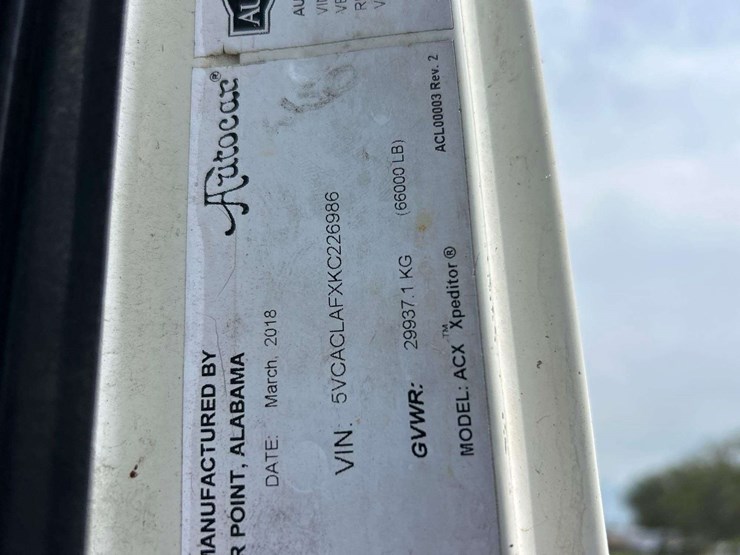 Autocar®
MANUFACTURED BY
POINT, ALABAMA
DATE: March, 2018
VIN: 5VCACLAFXKC226986
GVWR: 29937.1 KG (66000 LB)
MODEL: ACX™ Xpeditor®
ACL00003 Rev. 2